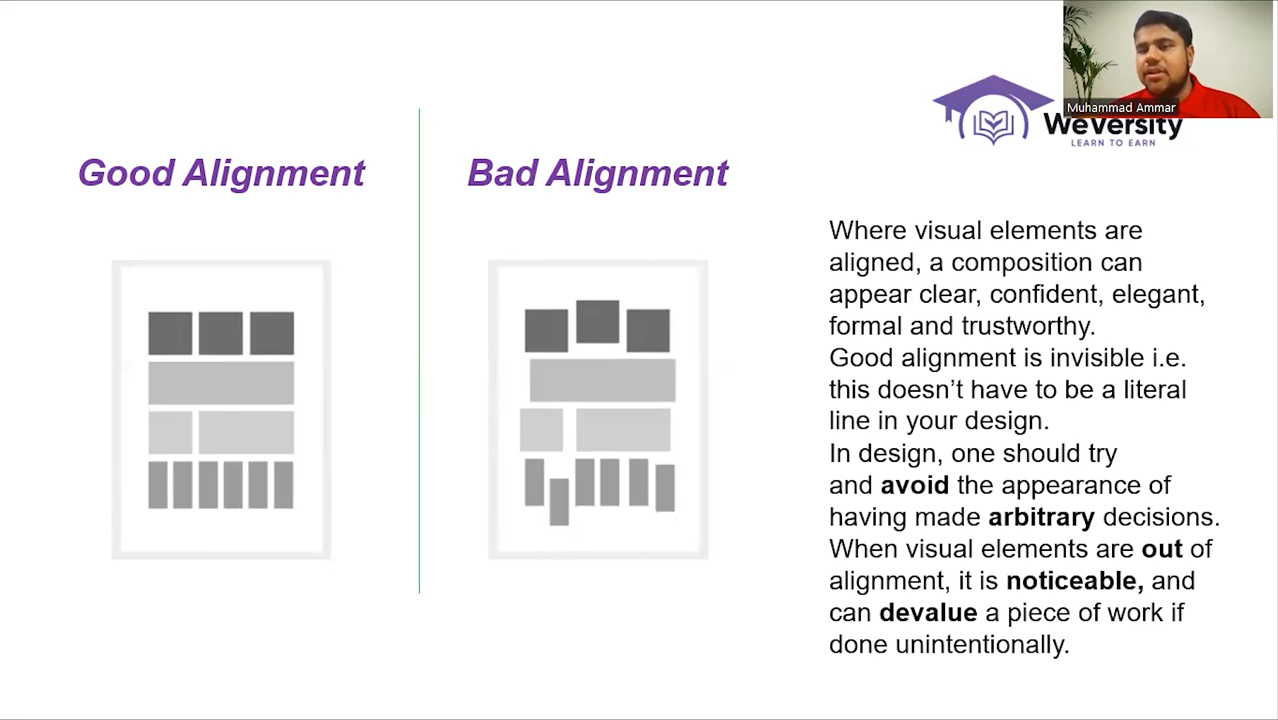 Muhammad Ammar
Weversity
LEARN TO EARN
Good Alignment
Bad Alignment
Where visual elements are
aligned, a composition can
appear clear, confident, elegant,
formal and trustworthy.
Good alignment is invisible i.e.
this doesn’t have to be a literal
line in your design.
In design, one should try
and avoid the appearance of
having made arbitrary decisions.
When visual elements are out of
alignment, it is noticeable, and
can devalue a piece of work if
done unintentionally.